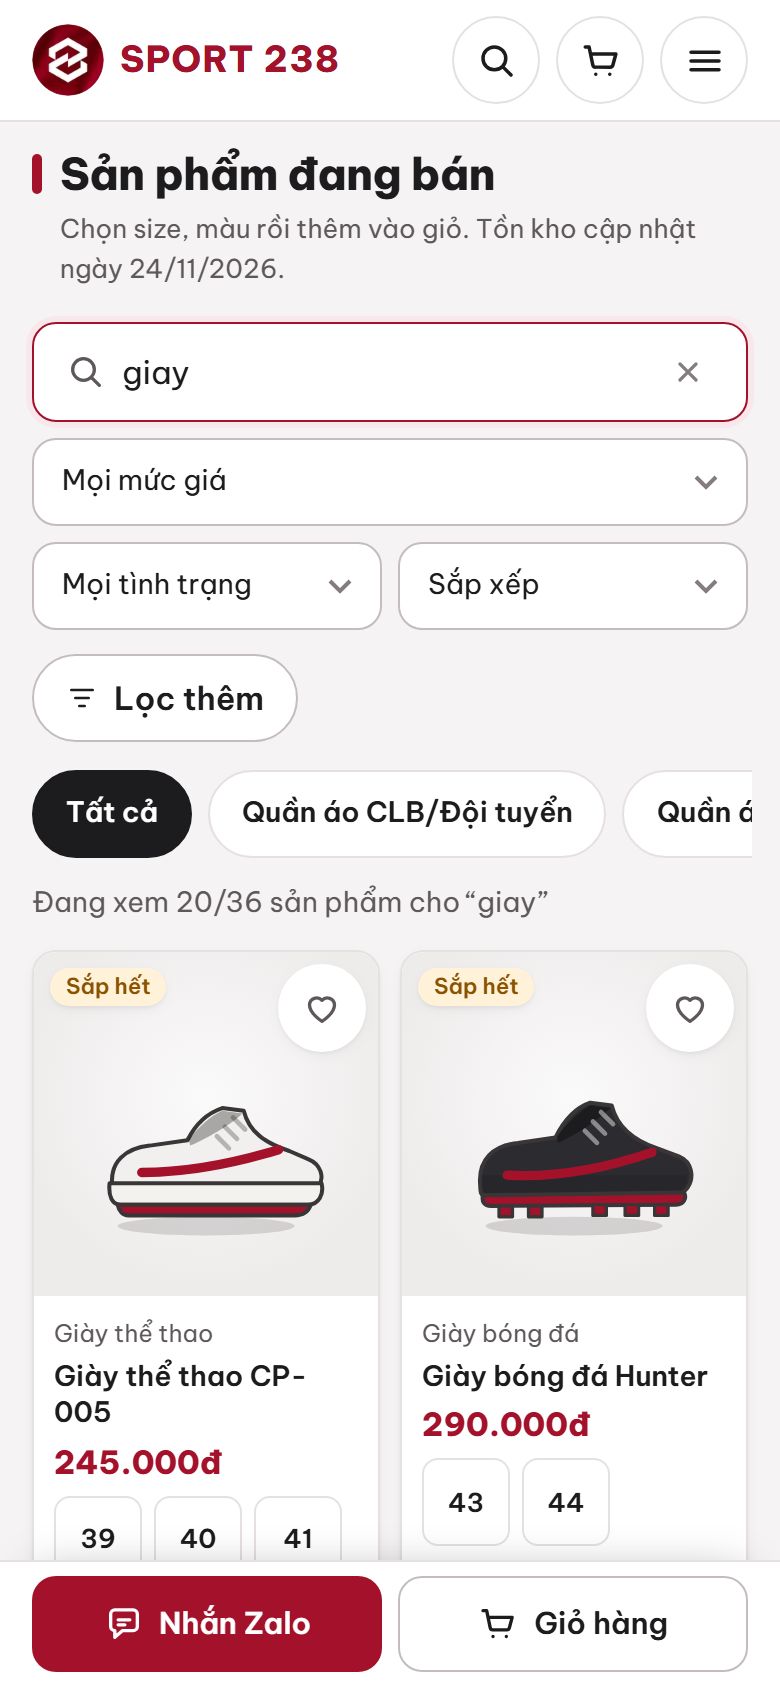 SPORT 238
Sản phẩm đang bán
Chọn size, màu rồi thêm vào giỏ. Tồn kho cập nhật
ngày 24/11/2026.
giay
Mọi mức giá
Mọi tình trạng
Sắp xếp
Lọc thêm
Tất cả
Quần áo CLB/Đội tuyển
Quần á
Đang xem 20/36 sản phẩm cho “giay”
Sắp hết
Sắp hết
Giày thể thao
Giày thể thao CP-
005
245.000đ
39 40 41
Giày bóng đá
Giày bóng đá Hunter
290.000đ
43 44
Nhắn Zalo
Giỏ hàng